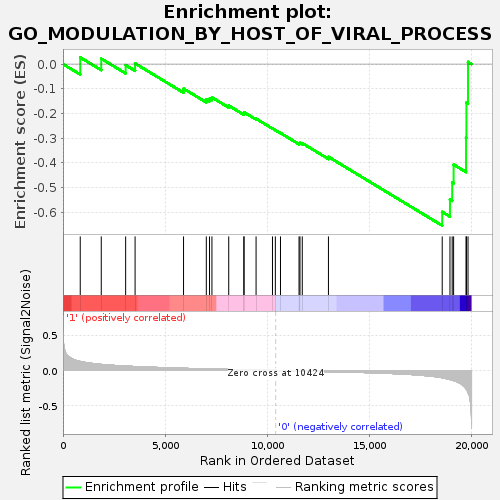 Enrichment plot:
GO_MODULATION_BY_HOST_OF_VIRAL_PROCESS
Enrichment score (ES)
0.0
-0.1
-0.2
-0.3
-0.4
-0.5
-0.6
'1' (positively correlated)
Ranked list metric (Signal2Noise)
0.5
0.0
-0.5
Zero cross at 10424
'0' (negatively correlated)
0
5,000
10,000
15,000
20,000
Rank in Ordered Dataset
Enrichment profile
Hits
Ranking metric scores